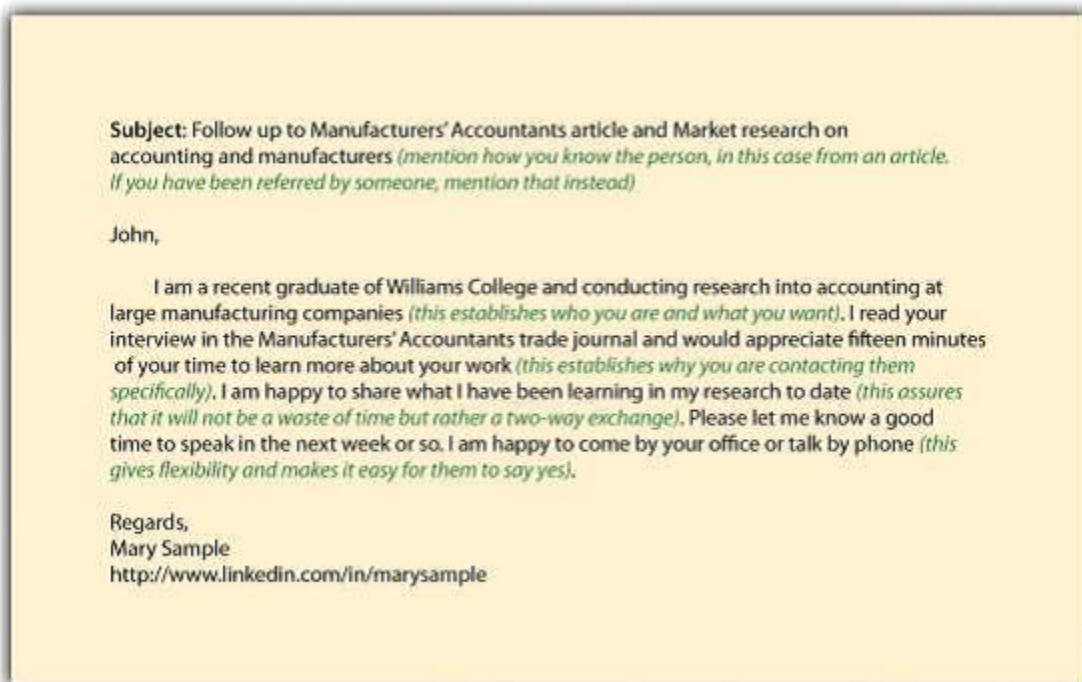 Subject: Follow up to Manufacturers' Accountants article and Market research on
accounting and manufacturers (mention how you know the person, in this case from an article.
If you have been referred by someone, mention that instead)
John,
I am a recent graduate of Williams College and conducting research into accounting at
large manufacturing companies (this establishes who you are and what you want). I read your
interview in the Manufacturers' Accountants trade journal and would appreciate fifteen minutes
of your time to learn more about your work (this establishes why you are contacting them
specifically). I am happy to share what I have been learning in my research to date (this assures
that it will not be a waste of time but rather a two-way exchange). Please let me know a good
time to speak in the next week or so. I am happy to come by your office or talk by phone (this
gives flexibility and makes it easy for them to say yes).
Regards,
Mary Sample
http://www.linkedin.com/in/marysample